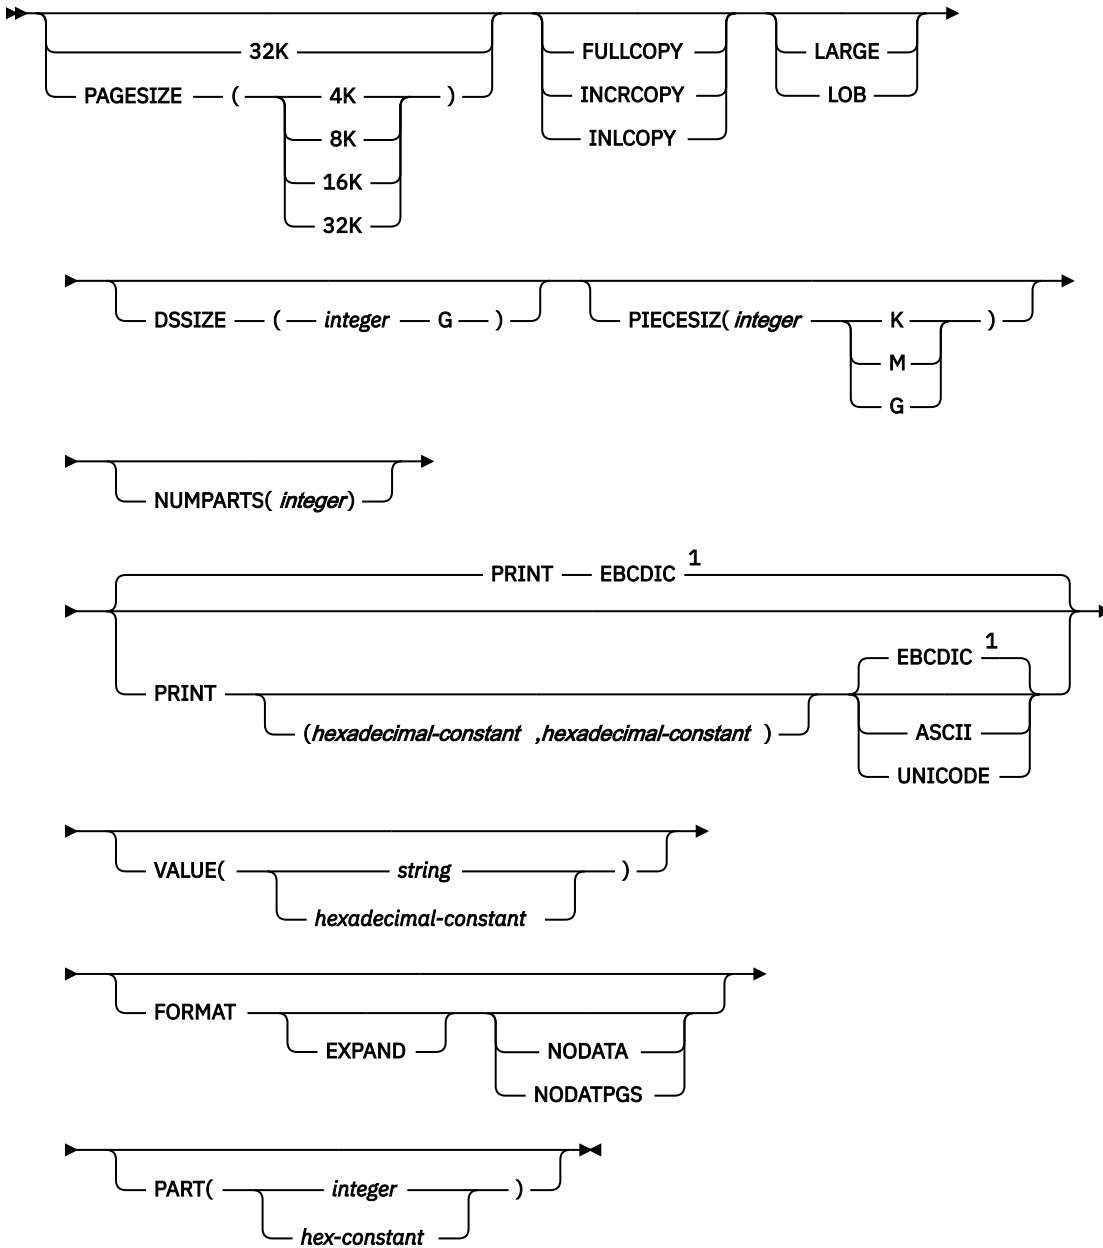 32K FULLCOPY LARGE
PAGESIZE ( 4K ) INCRCOPY LOB
8K INLCOPY
16K
32K
DSSIZE ( integer G ) PIECESIZ( integer K )
M
G
NUMPARTS( integer)
PRINT EBCDIC 1
EBCDIC 1
PRINT
(hexadecimal-constant ,hexadecimal-constant ) ASCII
UNICODE
VALUE( string )
hexadecimal-constant
FORMAT
EXPAND NODATA
NODATPGS
PART( integer )
hex-constant